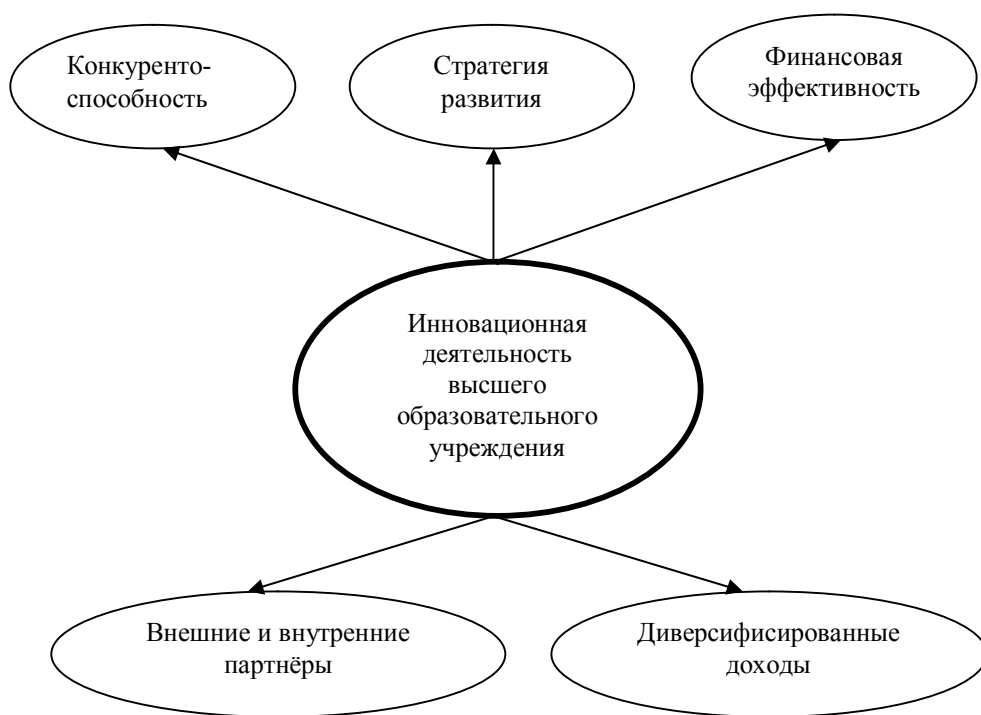 Конкуренто-
способность
Стратегия
развития
Финансовая
эффективность
Инновационная
деятельность
высшего
образовательного
учреждения
Внешние и внутренние
партнёры
Диверсифисированные
доходы